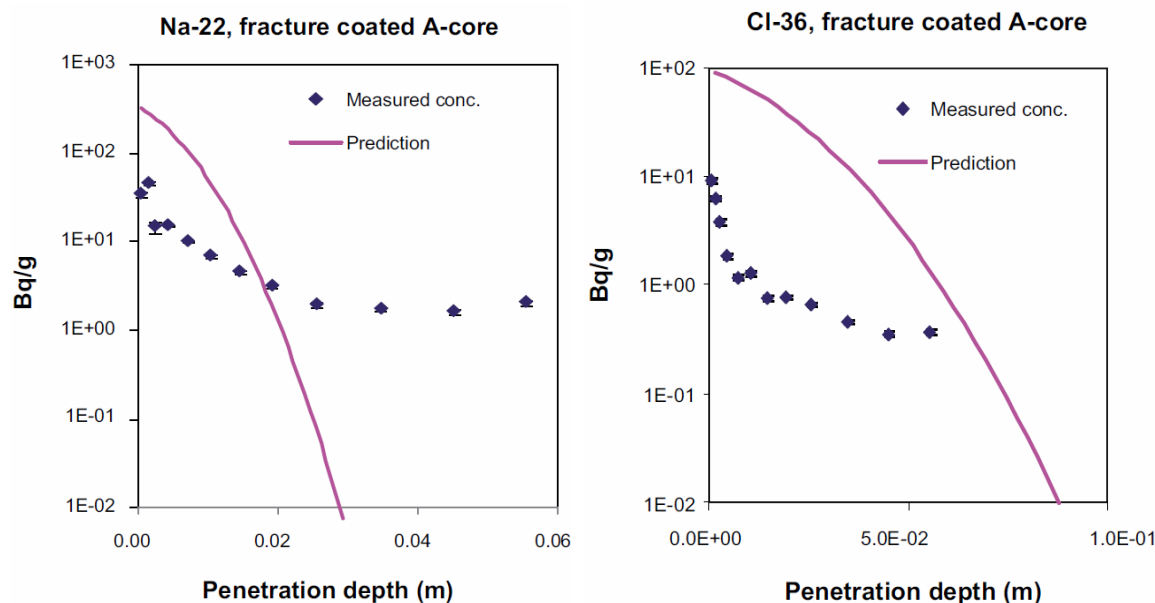 Na-22, fracture coated A-core
1E+03
1E+02
1E+01
1E+00
1E-01
1E-02
Bq/g
Measured conc.
Prediction
0.00
0.02
0.04
0.06
Penetration depth (m)
Cl-36, fracture coated A-core
1E+02
1E+01
1E+00
1E-01
1E-02
Bq/g
Measured conc.
Prediction
0.0E+00
5.0E-02
1.0E-01
Penetration depth (m)